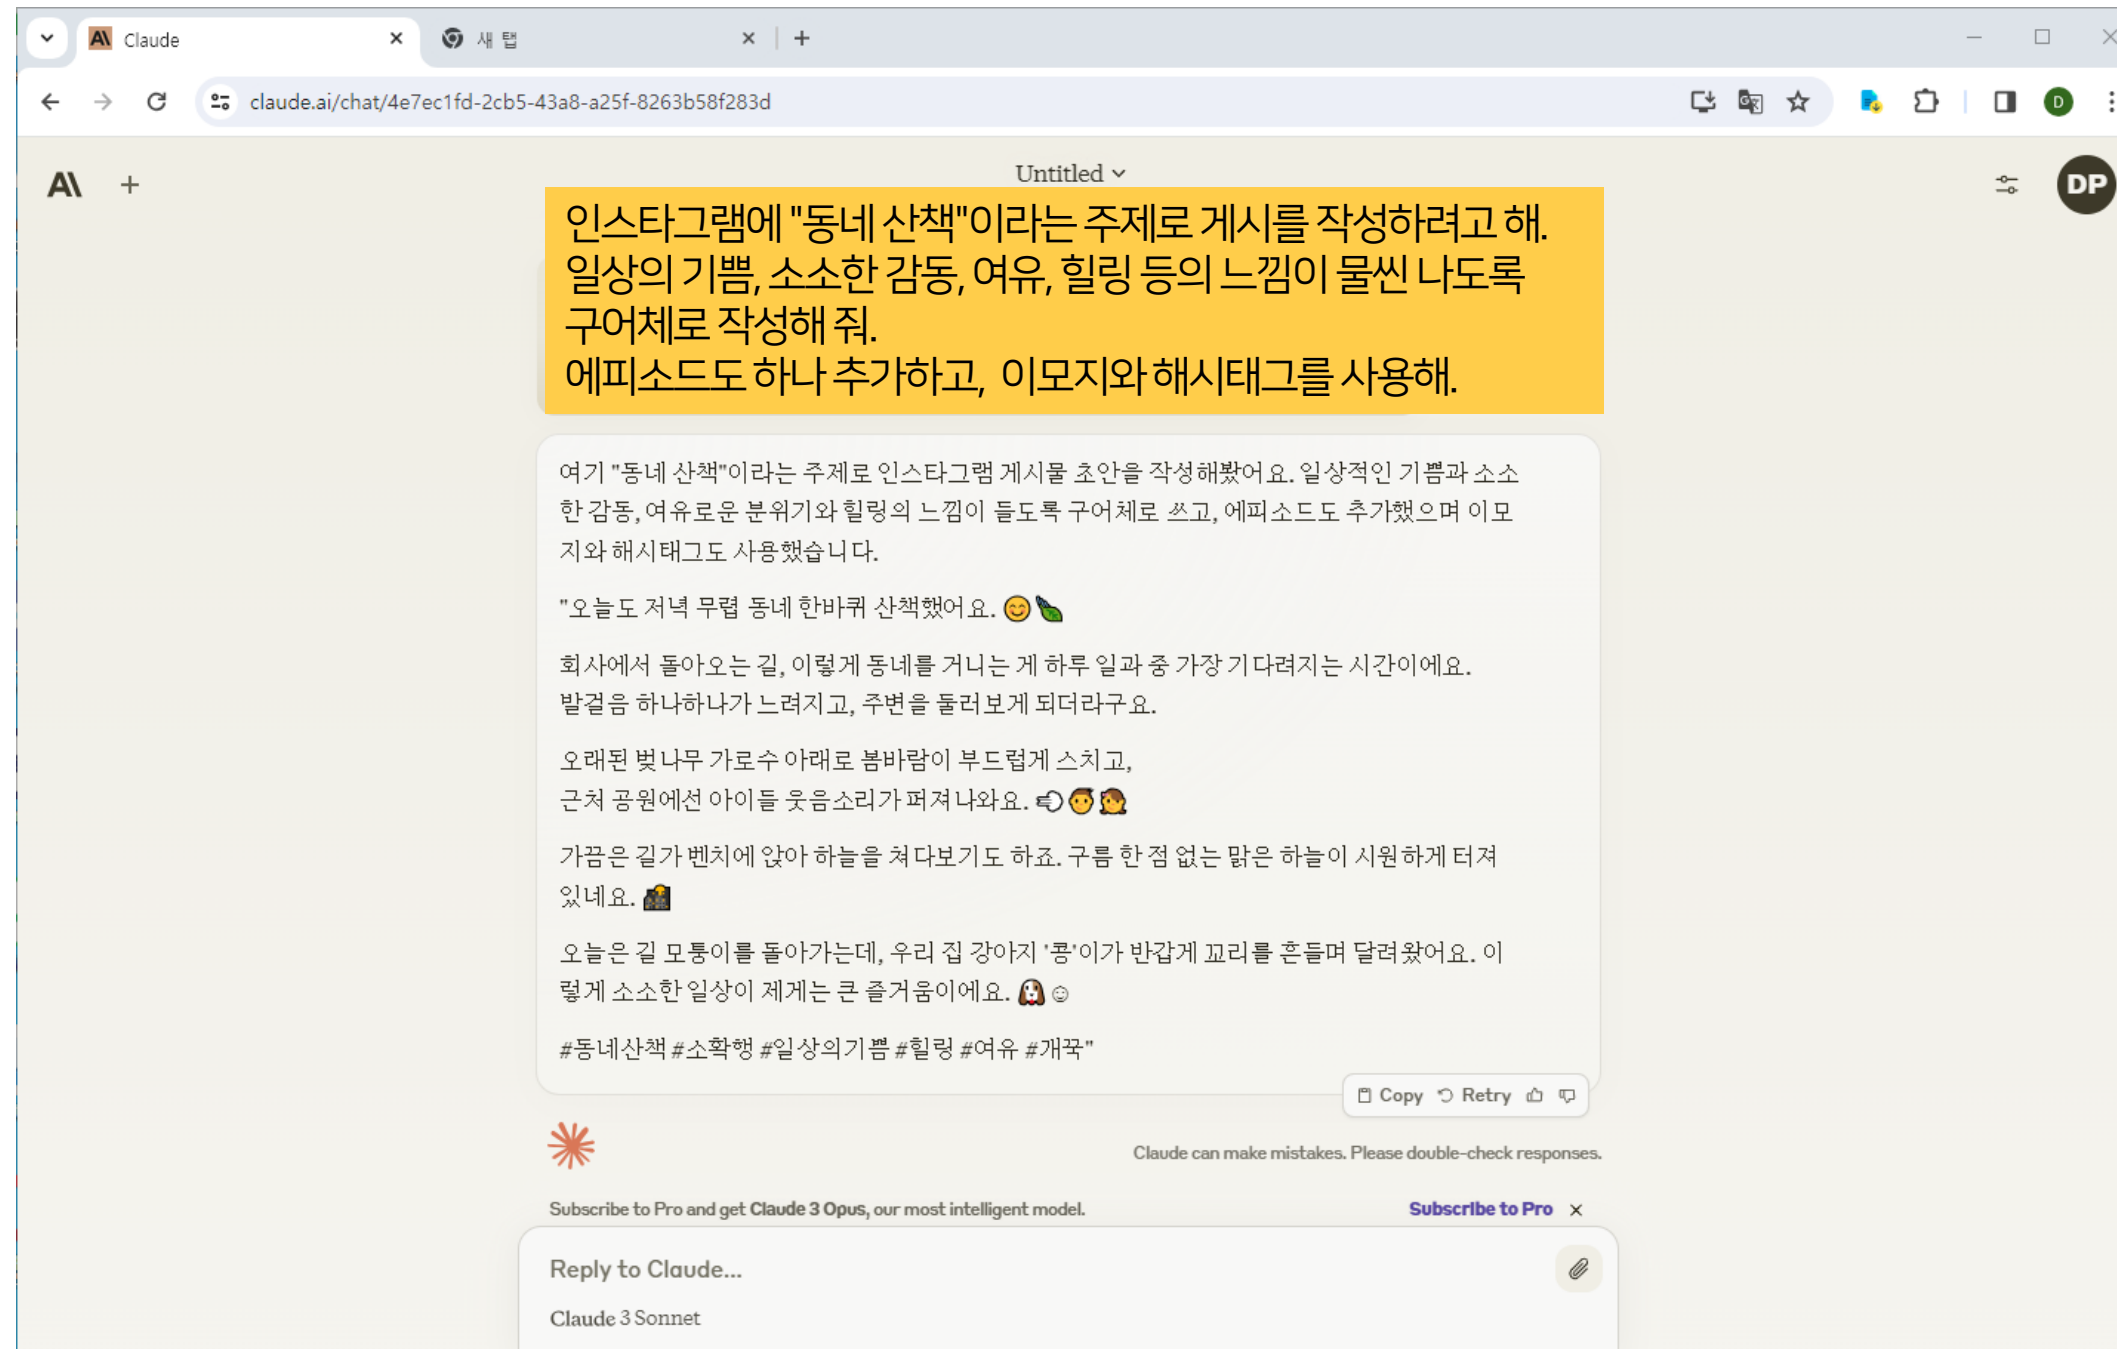 Claude
새 탭
claude.ai/chat/4e7ec1fd-2cb5-43a8-a25f-8263b58f283d
D
Untitled
DP
인스타그램에 "동네 산책"이라는 주제로 게시를 작성하려고 해.
일상의 기쁨, 소소한 감동, 여유, 힐링 등의 느낌이 물씬 나도록
구어체로 작성해 줘.
에피소드도 하나 추가하고, 이모지와 해시태그를 사용해.
여기 "동네 산책"이라는 주제로 인스타그램 게시물 초안을 작성해봤어요. 일상적인 기쁨과 소소
한 감동, 여유로운 분위기와 힐링의 느낌이 들도록 구어체로 쓰고, 에피소드도 추가했으며 이모
지와 해시태그도 사용했습니다.
"오늘도 저녁 무렵 동네 한바퀴 산책했어요. 😊
회사에서 돌아오는 길, 이렇게 동네를 거니는 게 하루 일과 중 가장 기다려지는 시간이에요.
발걸음 하나하나가 느려지고, 주변을 둘러보게 되더라구요.
오래된 벚나무 가로수 아래로 봄바람이 부드럽게 스치고,
근처 공원에선 아이들 웃음소리가 퍼져나와요.
가끔은 길가 벤치에 앉아 하늘을 쳐다보기도 하죠. 구름 한 점 없는 맑은 하늘이 시원하게 터져
있네요.
오늘은 길 모퉁이를 돌아가는데, 우리 집 강아지 '콩'이가 반갑게 꼬리를 흔들며 달려왔어요. 이
렇게 소소한 일상이 제게는 큰 즐거움이에요. 🐶☺
#동네산책 #소확행 #일상의기쁨 #힐링 #여유 #개꾹"
Copy Retry
Claude can make mistakes. Please double-check responses.
Subscribe to Pro and get Claude 3 Opus, our most intelligent model. Subscribe to Pro
Reply to Claude...
Claude 3 Sonnet